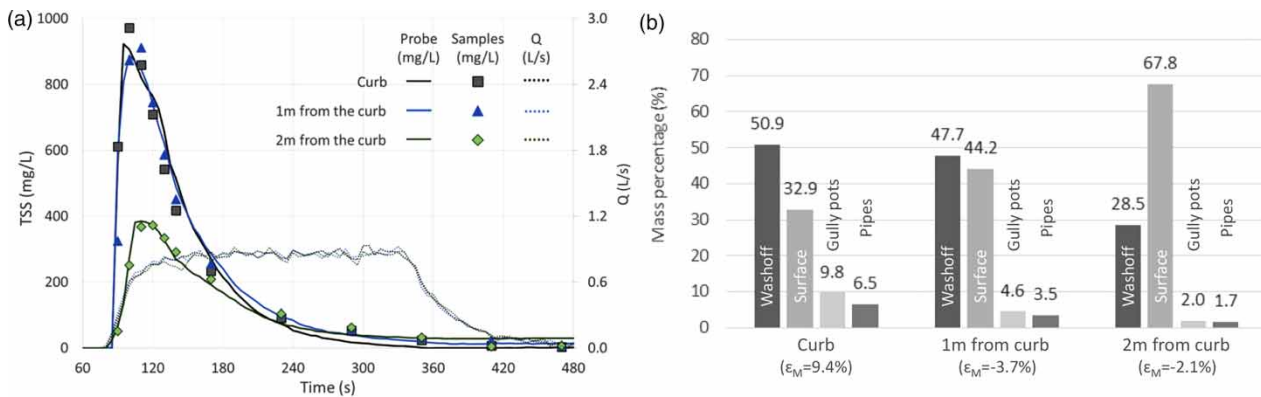 (a)
1000
800
600
400
200
0
TSS (mg/L)
60 120 180 240 300 360 420 480
Time (s)
3.0
2.4
1.8
1.2
0.6
0.0
Q (L/s)
Probe Samples Q
(mg/L) (mg/L) (L/s)
Curb
1m from the curb
2m from the curb
(b)
80
70
60
50
40
30
20
10
0
Mass percentage (%)
50.9 32.9 9.8 6.5
Washoff Surface Gully pots Pipes
47.7 44.2 4.6 3.5
Washoff Surface Gully pots Pipes
28.5 67.8 2.0 1.7
Washoff Surface Gully pots Pipes
Curb 1m from curb 2m from curb
(εM=9.4%) (εM=-3.7%) (εM=-2.1%)